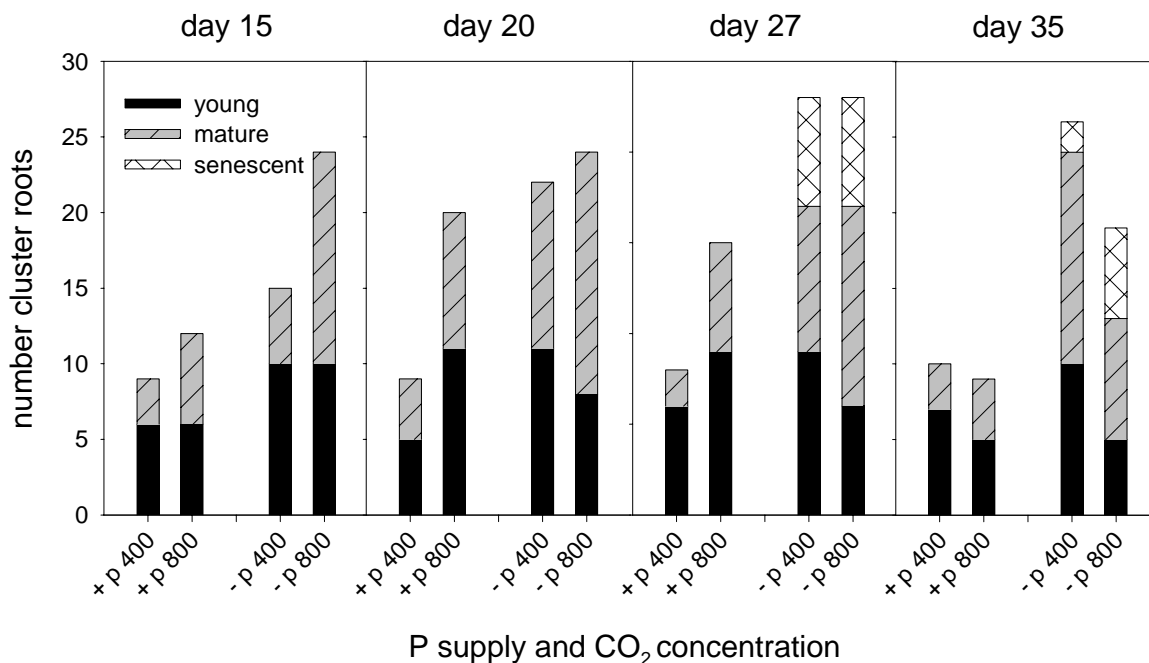 day 15 day 20 day 27 day 35
30
25
20
15
10
5
0
number cluster roots
young
mature
senescent
+ p 400 + p 800 - p 400 - p 800 + p 400 + p 800 - p 400 - p 800 + p 400 + p 800 - p 400 - p 800 + p 400 + p 800 - p 400 - p 800
P supply and CO₂ concentration